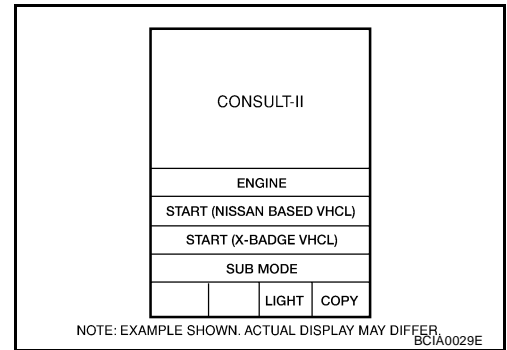 CONSULT-II
ENGINE
START (NISSAN BASED VHCL)
START (X-BADGE VHCL)
SUB MODE
LIGHT COPY
NOTE: EXAMPLE SHOWN. ACTUAL DISPLAY MAY DIFFER.
BCIA0029E